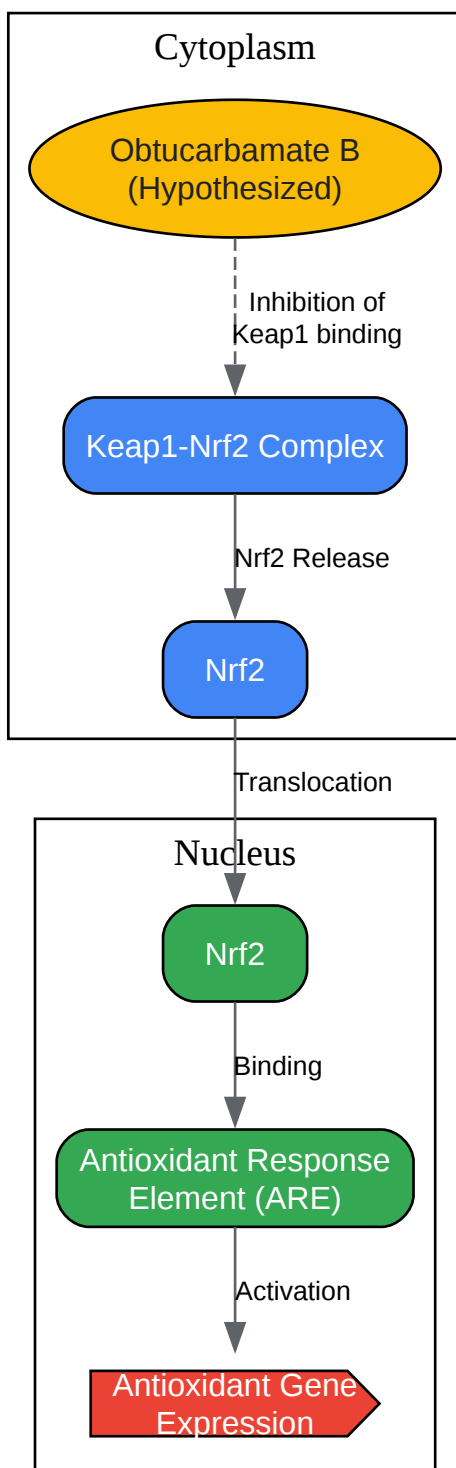 Cytoplasm
Obtucarbamate B
(Hypothesized)
Inhibition of
Keap1 binding
Keap1-Nrf2 Complex
Nrf2 Release
Nrf2
Translocation
Nucleus
Nrf2
Binding
Antioxidant Response
Element (ARE)
Activation
Antioxidant Gene
Expression